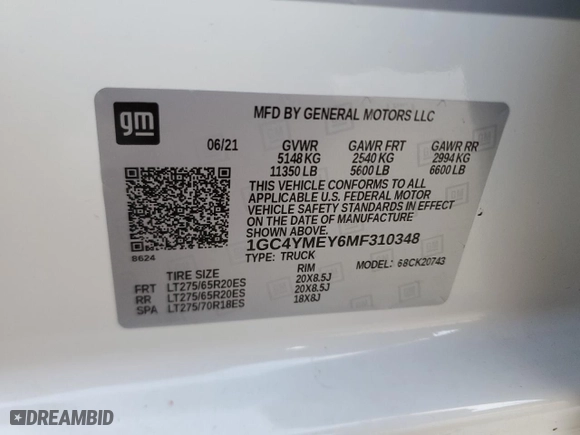 gm
MFD BY GENERAL MOTORS LLC
06/21 GVWR GAWR FRT GAWR RR
5148 KG 2540 KG 2994 KG
11350 LB 5600 LB 6600 LB
THIS VEHICLE CONFORMS TO ALL
APPLICABLE U.S. FEDERAL MOTOR
VEHICLE SAFETY STANDARDS IN EFFECT
ON THE DATE OF MANUFACTURE
SHOWN ABOVE.
8624
1GC4YMEY6MF310348
TYPE: TRUCK MODEL: 68CK20743
TIRE SIZE RIM
FRT LT275/65R20ES 20X8.5J
RR LT275/65R20ES 20X8.5J
SPA LT275/70R18ES 18X8J
DREAMBID